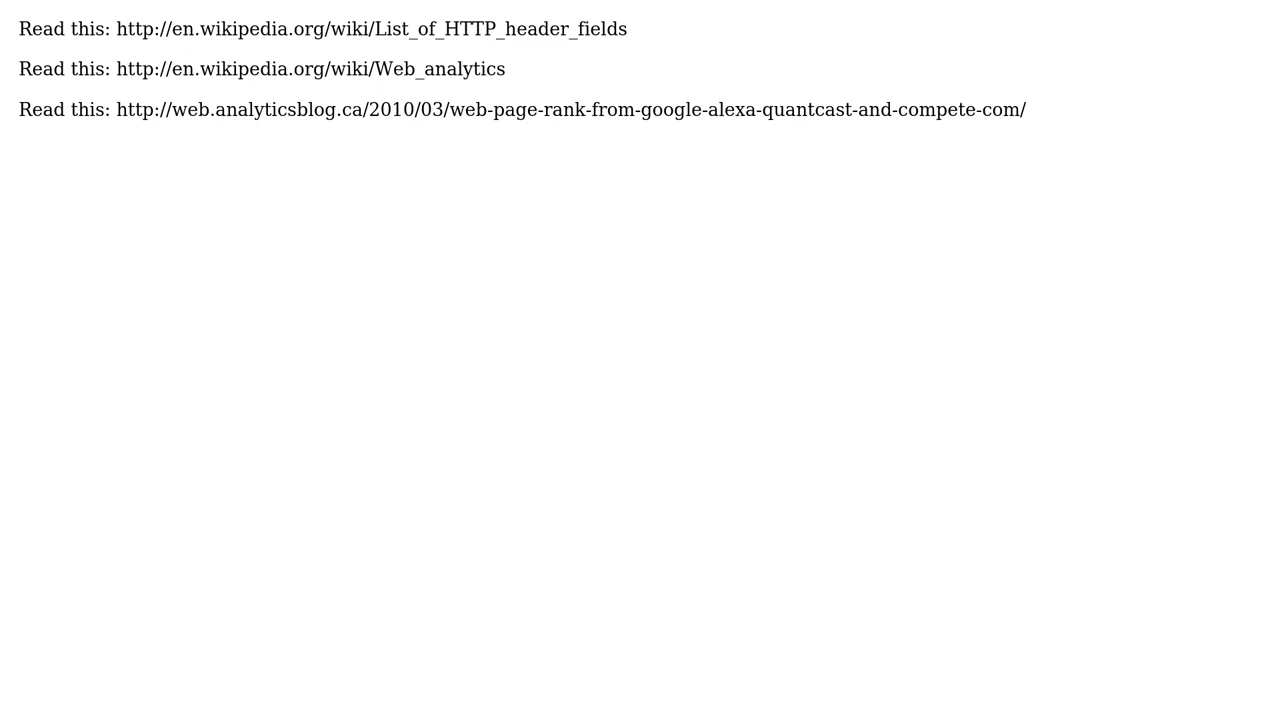 Read this: http://en.wikipedia.org/wiki/List_of_HTTP_header_fields
Read this: http://en.wikipedia.org/wiki/Web_analytics
Read this: http://web.analyticsblog.ca/2010/03/web-page-rank-from-google-alexa-quantcast-and-compete-com/